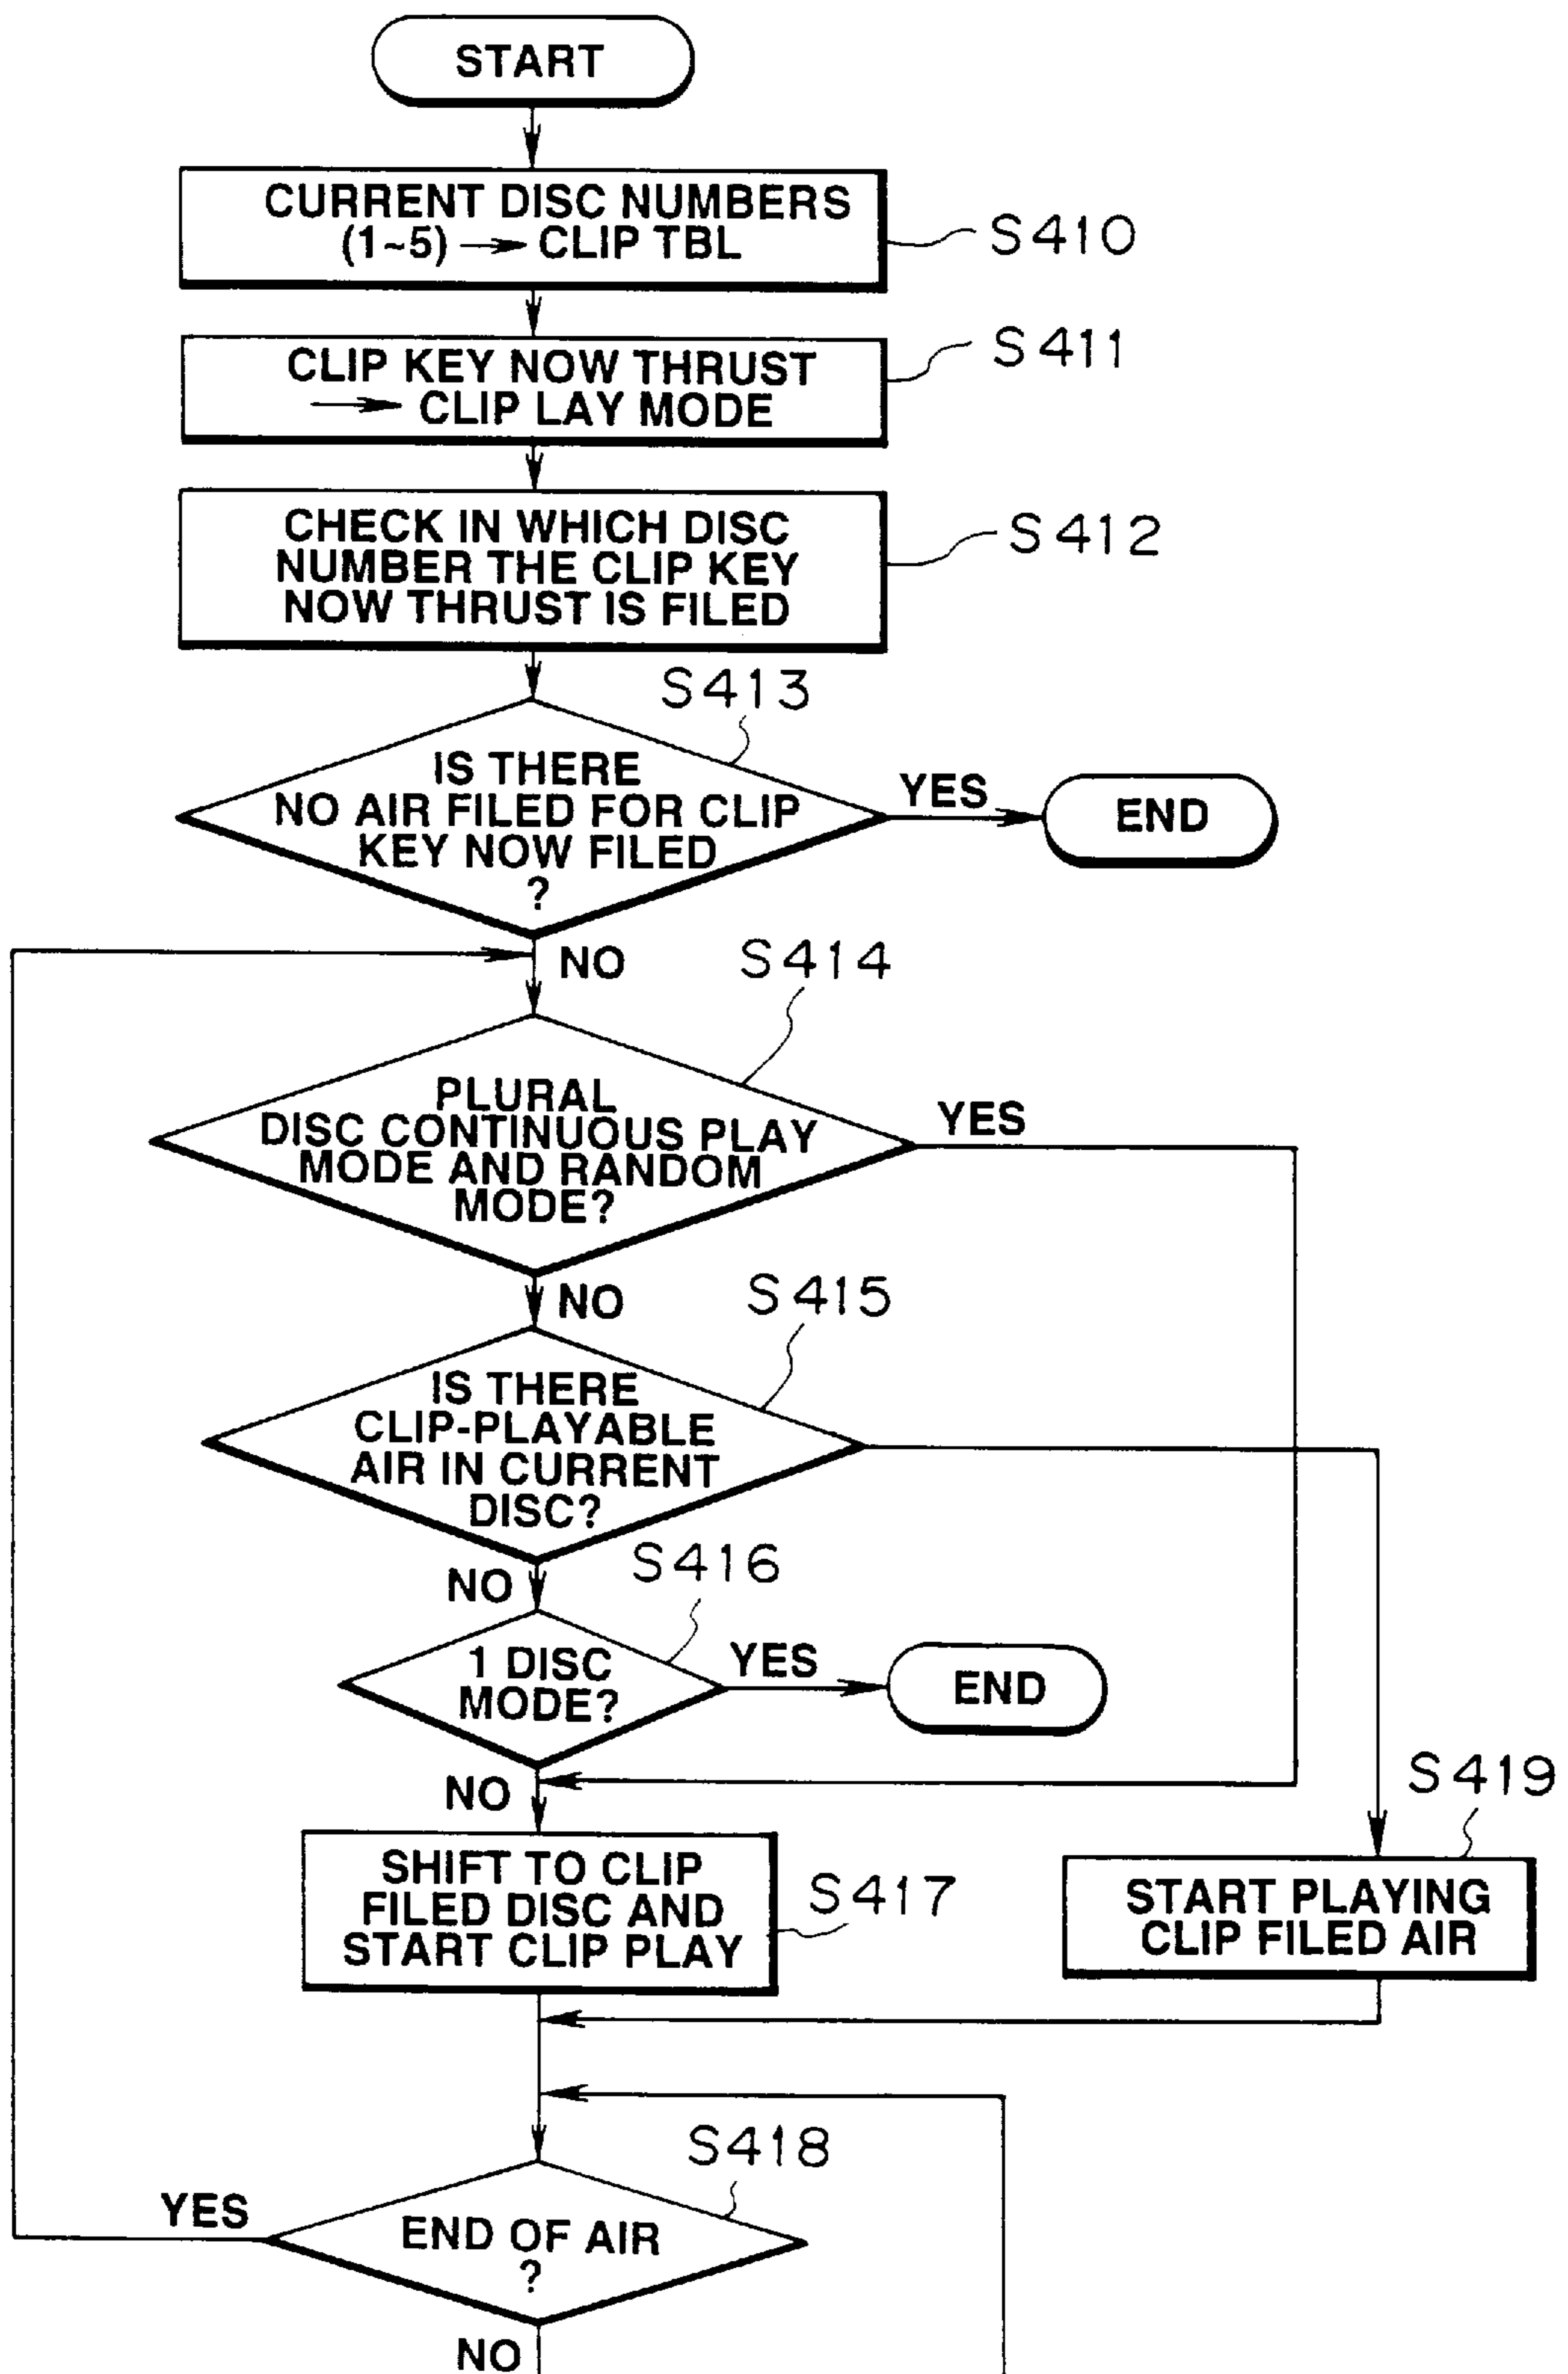 START
CURRENT DISC NUMBERS
(1~5) → CLIP TBL
S410
CLIP KEY NOW THRUST
→ CLIP LAY MODE
S411
CHECK IN WHICH DISC
NUMBER THE CLIP KEY
NOW THRUST IS FILED
S412
S413
IS THERE
NO AIR FILED FOR CLIP
KEY NOW FILED
?
YES
END
NO
S414
PLURAL
DISC CONTINUOUS PLAY
MODE AND RANDOM
MODE?
YES
NO
S415
IS THERE
CLIP-PLAYABLE
AIR IN CURRENT
DISC?
NO
S416
1 DISC
MODE?
YES
END
NO
SHIFT TO CLIP
FILED DISC AND
START CLIP PLAY
S417
S419
START PLAYING
CLIP FILED AIR
S418
END OF AIR
?
YES
NO